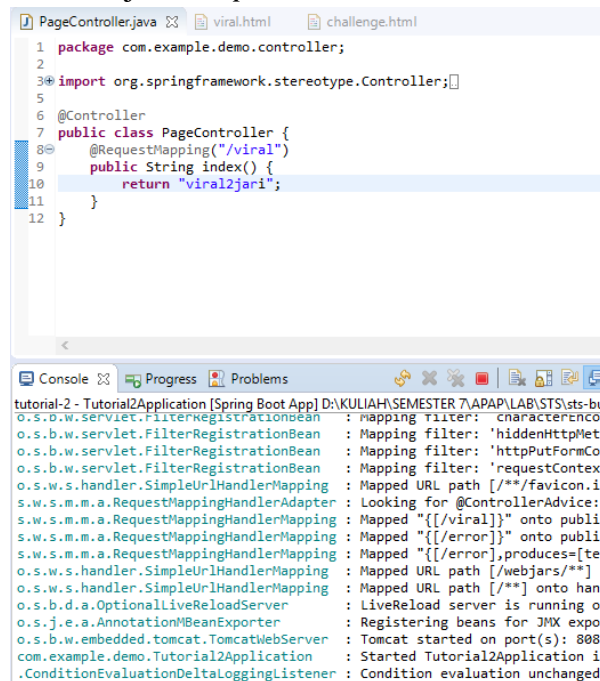 PageController.java viral.html challenge.html
1 package com.example.demo.controller;
2
3 import org.springframework.stereotype.Controller;
5
6 @Controller
7 public class PageController {
8 @RequestMapping("/viral")
9 public String index() {
10 return "viral2jari";
11 }
12 }
Console Progress Problems
tutorial-2 - Tutorial2Application [Spring Boot App] D:\KULIAH\SEMESTER 7\APAP\LAB\STS\sts-bu
o.s.b.w.servlet.FilterRegistrationBean : Mapping filter: 'characterEnco
o.s.b.w.servlet.FilterRegistrationBean : Mapping filter: 'hiddenHttpMet
o.s.b.w.servlet.FilterRegistrationBean : Mapping filter: 'httpPutFormCo
o.s.b.w.servlet.FilterRegistrationBean : Mapping filter: 'requestContex
o.s.w.s.handler.SimpleUrlHandlerMapping : Mapped URL path [/**/favicon.i
s.w.s.m.m.a.RequestMappingHandlerAdapter : Looking for @ControllerAdvice:
s.w.s.m.m.a.RequestMappingHandlerMapping : Mapped "{[/viral]}" onto publi
s.w.s.m.m.a.RequestMappingHandlerMapping : Mapped "{[/error]}" onto publi
s.w.s.m.m.a.RequestMappingHandlerMapping : Mapped "{[/error],produces=[te
o.s.w.s.handler.SimpleUrlHandlerMapping : Mapped URL path [/webjars/**]
o.s.w.s.handler.SimpleUrlHandlerMapping : Mapped URL path [/**] onto han
o.s.b.d.a.OptionalLiveReloadServer : LiveReload server is running o
o.s.j.e.a.AnnotationMBeanExporter : Registering beans for JMX expo
o.s.b.w.embedded.tomcat.TomcatWebServer : Tomcat started on port(s): 808
com.example.demo.Tutorial2Application : Started Tutorial2Application i
.ConditionEvaluationDeltaLoggingListener : Condition evaluation unchanged